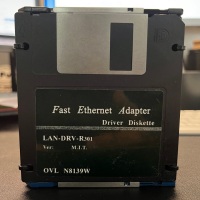 Fast Ethernet Adapter
Driver Diskette
LAN-DRV-R301
Ver: M.I.T.
OVL N8139W